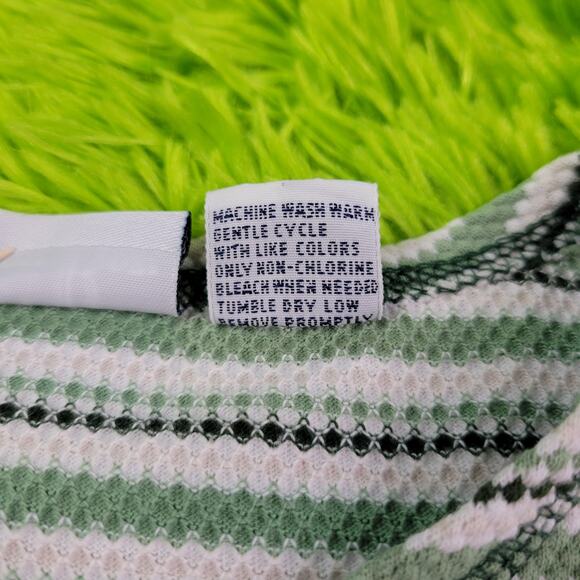 MACHINE WASH WARM
GENTLE CYCLE
WITH LIKE COLORS
ONLY NON-CHLORINE
BLEACH WHEN NEEDED
TUMBLE DRY LOW
REMOVE PROMPTLY